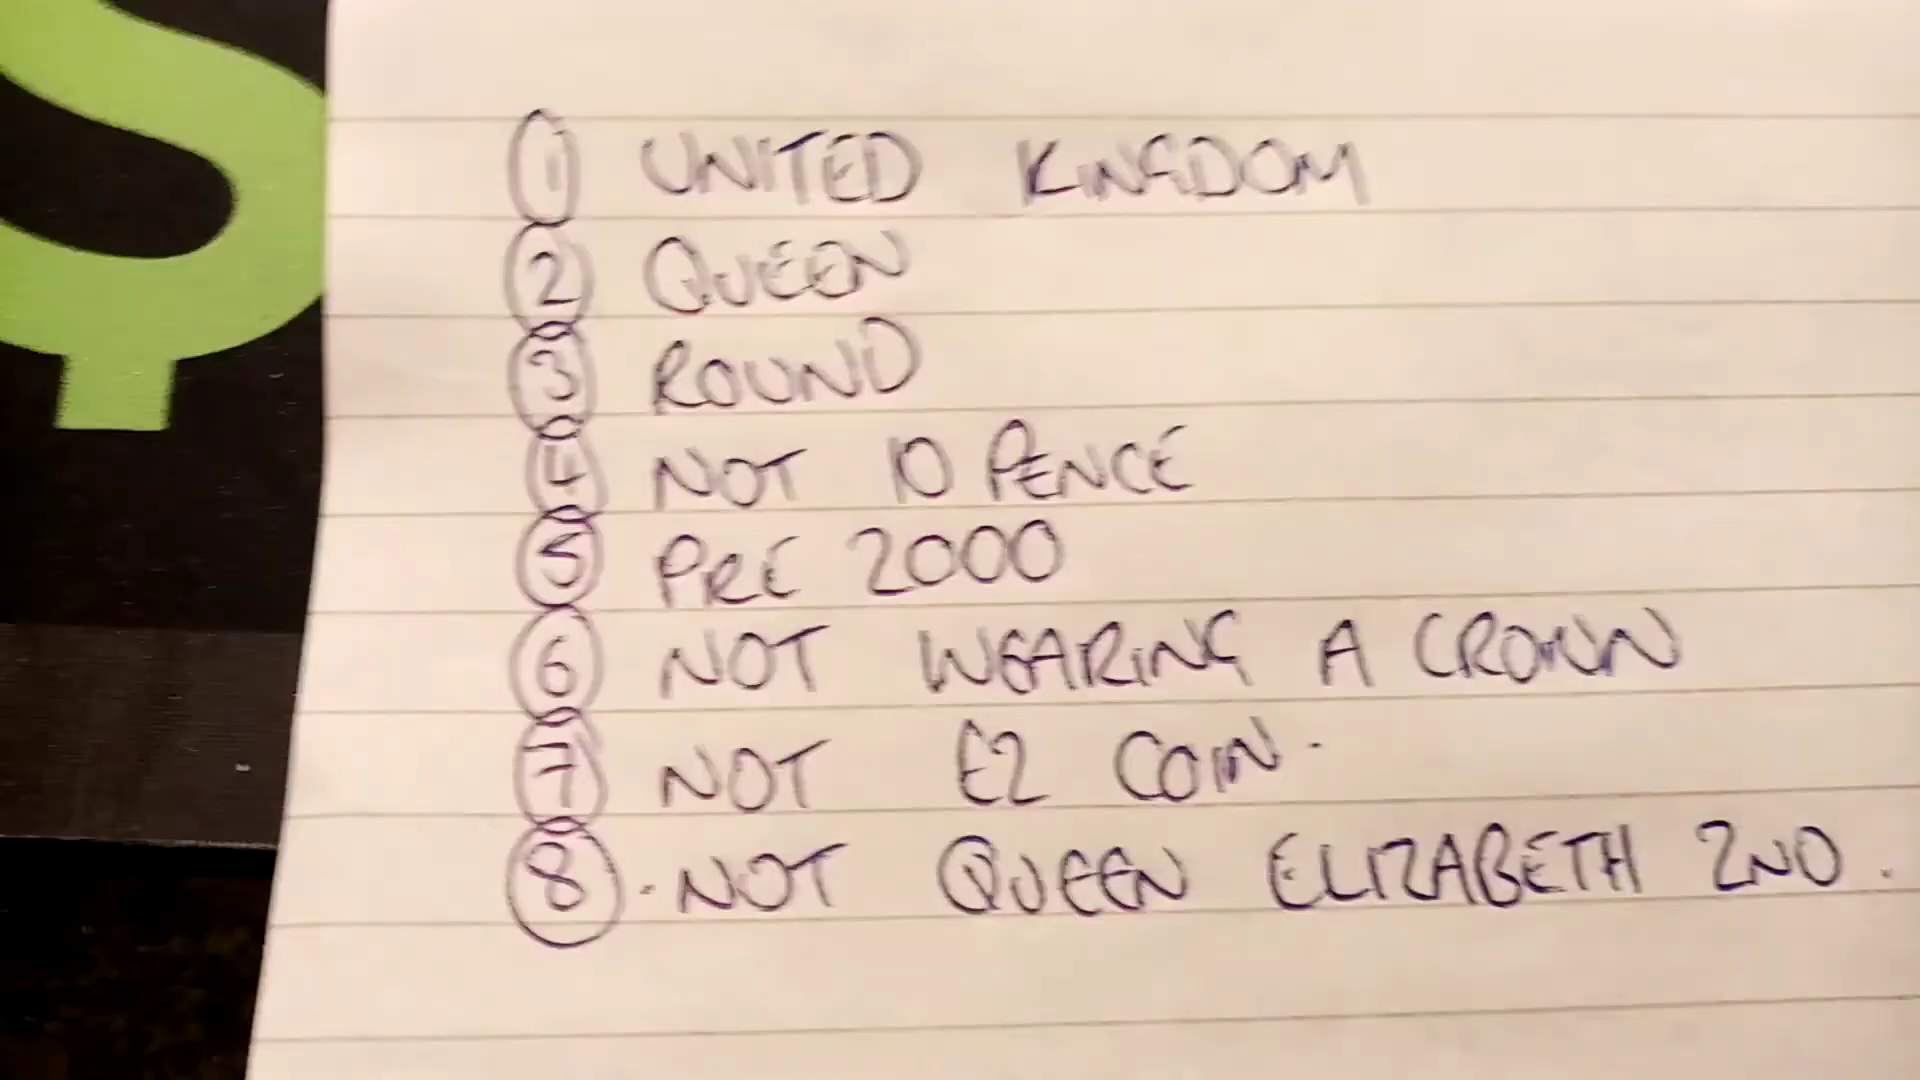 1 UNITED KINGDOM
2 QUEEN
3 ROUND
4 NOT 10 PENCE
5 PRE 2000
6 NOT WEARING A CROWN
7 NOT £2 COIN.
8. NOT QUEEN ELIZABETH 2ND.